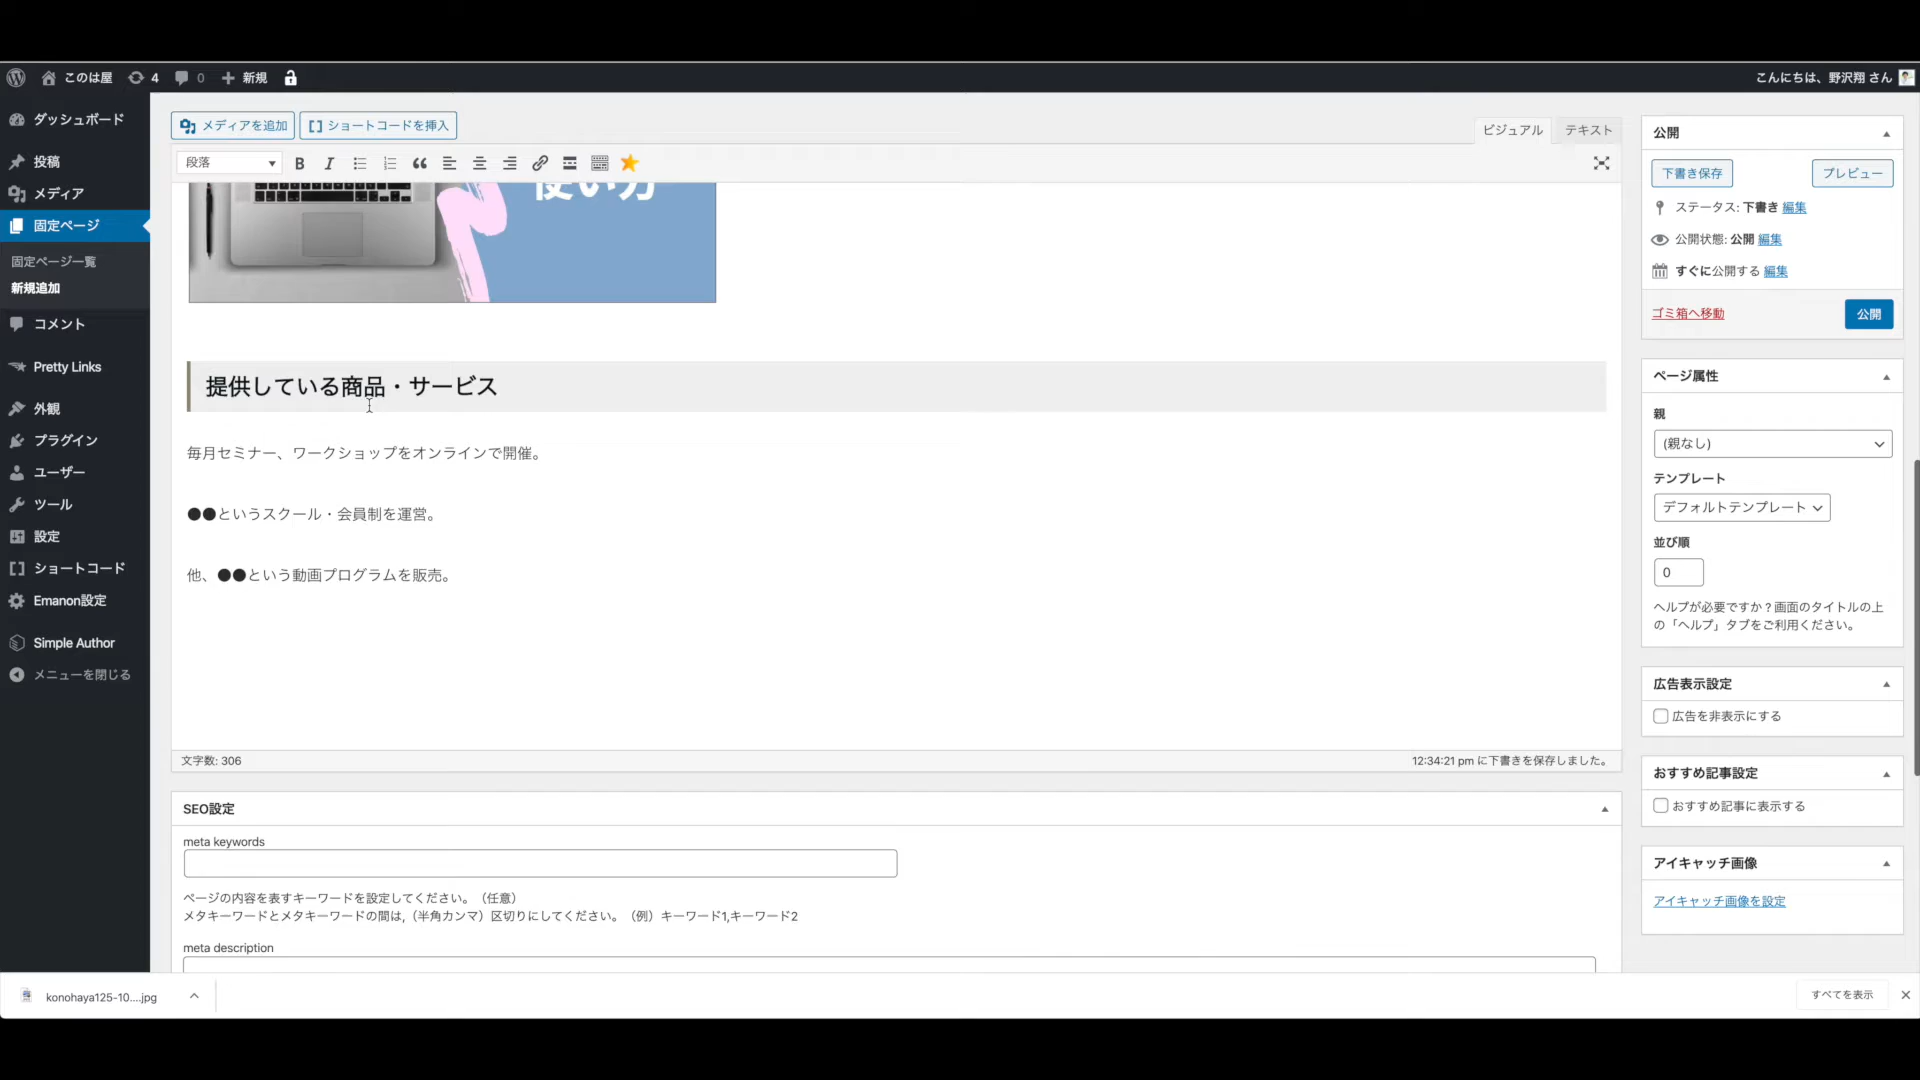 このは屋
4
0
新規
こんにちは、野沢翔 さん
ダッシュボード
投稿
メディア
固定ページ
固定ページ一覧
新規追加
コメント
Pretty Links
外観
プラグイン
ユーザー
ツール
設定
ショートコード
Emanon設定
Simple Author
メニューを閉じる
メディアを追加
ショートコードを挿入
ビジュアル
テキスト
段落
使い方
提供している商品・サービス
毎月セミナー、ワークショップをオンラインで開催。
●●というスクール・会員制を運営。
他、●●という動画プログラムを販売。
文字数: 306
12:34:21 pm に下書きを保存しました。
SEO設定
meta keywords
ページの内容を表すキーワードを設定してください。（任意）
メタキーワードとメタキーワードの間は,（半角カンマ）区切りにしてください。（例）キーワード1,キーワード2
meta description
公開
下書き保存
プレビュー
ステータス: 下書き 編集
公開状態: 公開 編集
すぐに公開する 編集
ゴミ箱へ移動
公開
ページ属性
親
(親なし)
テンプレート
デフォルトテンプレート
並び順
0
ヘルプが必要ですか ? 画面のタイトルの上
の「ヘルプ」タブをご利用ください。
広告表示設定
広告を非表示にする
おすすめ記事設定
おすすめ記事に表示する
アイキャッチ画像
アイキャッチ画像を設定
konohaya125-10....jpg
すべてを表示